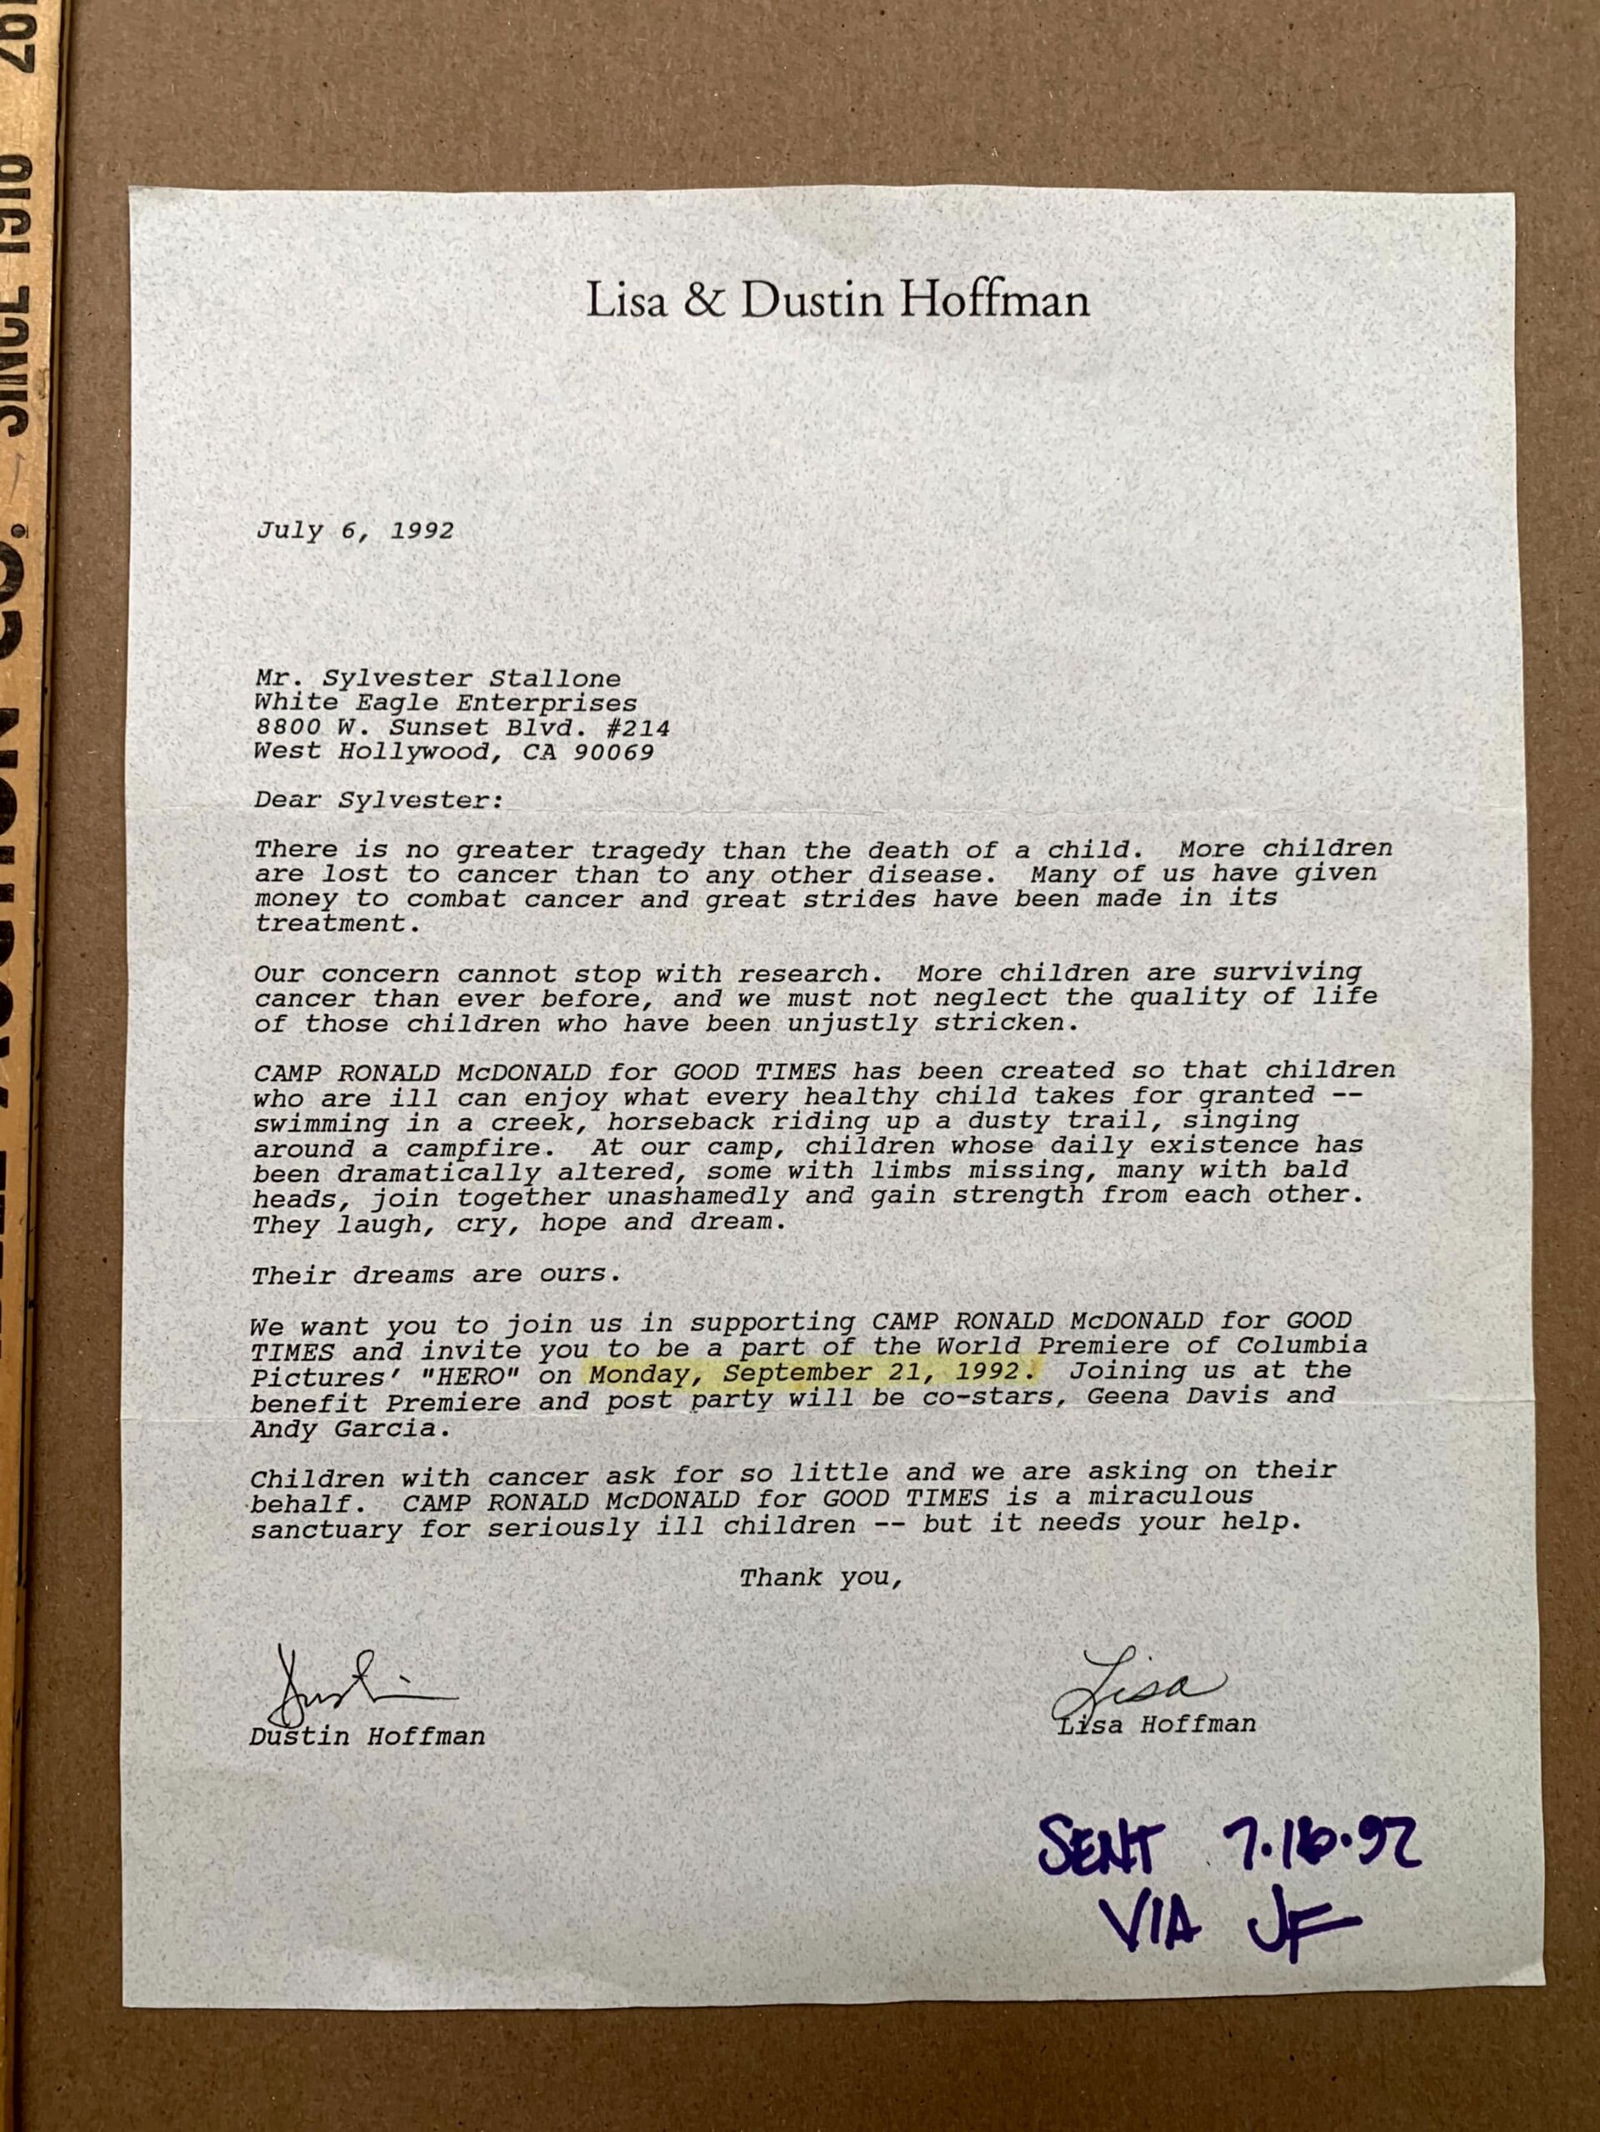 Lisa & Dustin Hoffman
July 6, 1992
Mr. Sylvester Stallone
White Eagle Enterprises
8800 W. Sunset Blvd. #214
West Hollywood, CA 90069
Dear Sylvester:
There is no greater tragedy than the death of a child. More children
are lost to cancer than to any other disease. Many of us have given
money to combat cancer and great strides have been made in its
treatment.
Our concern cannot stop with research. More children are surviving
cancer than ever before, and we must not neglect the quality of life
of those children who have been unjustly stricken.
CAMP RONALD McDONALD for GOOD TIMES has been created so that children
who are ill can enjoy what every healthy child takes for granted --
swimming in a creek, horseback riding up a dusty trail, singing
around a campfire. At our camp, children whose daily existence has
been dramatically altered, some with limbs missing, many with bald
heads, join together unashamedly and gain strength from each other.
They laugh, cry, hope and dream.
Their dreams are ours.
We want you to join us in supporting CAMP RONALD McDONALD for GOOD
TIMES and invite you to be a part of the World Premiere of Columbia
Pictures' "HERO" on Monday, September 21, 1992. Joining us at the
benefit Premiere and post party will be co-stars, Geena Davis and
Andy Garcia.
Children with cancer ask for so little and we are asking on their
behalf. CAMP RONALD McDONALD for GOOD TIMES is a miraculous
sanctuary for seriously ill children -- but it needs your help.
Thank you,
Dustin
Lisa
Dustin Hoffman
Lisa Hoffman
SENT 7.16.92
VIA JF
CO. SINCE 1916